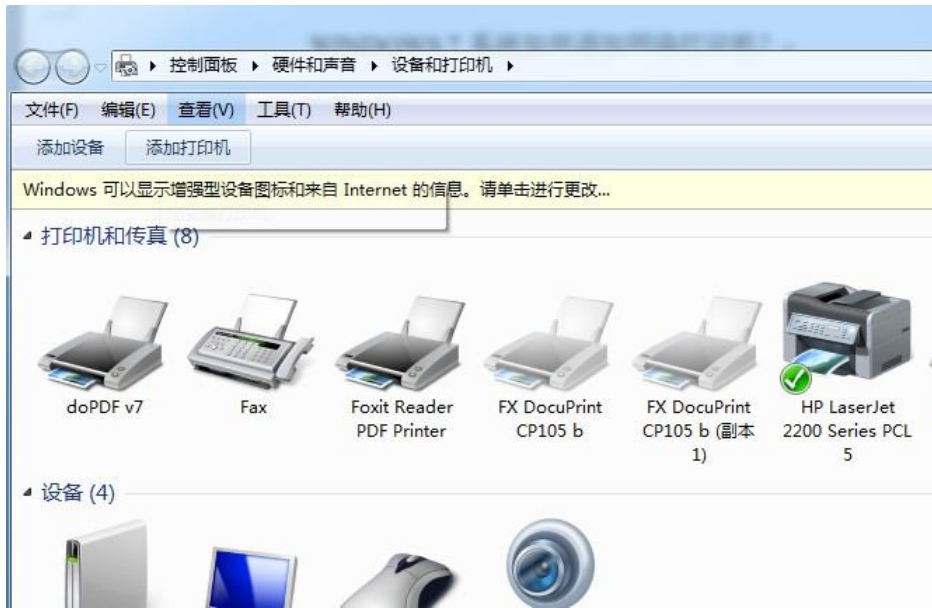 控制面板 ▸ 硬件和声音 ▸ 设备和打印机 ▸
文件(F) 编辑(E) 查看(V) 工具(T) 帮助(H)
添加设备 添加打印机
Windows 可以显示增强型设备图标和来自 Internet 的信息。请单击进行更改...
打印机和传真 (8)
doPDF v7
Fax
Foxit Reader
PDF Printer
FX DocuPrint
CP105 b
FX DocuPrint
CP105 b (副本
1)
HP LaserJet
2200 Series PCL
5
设备 (4)